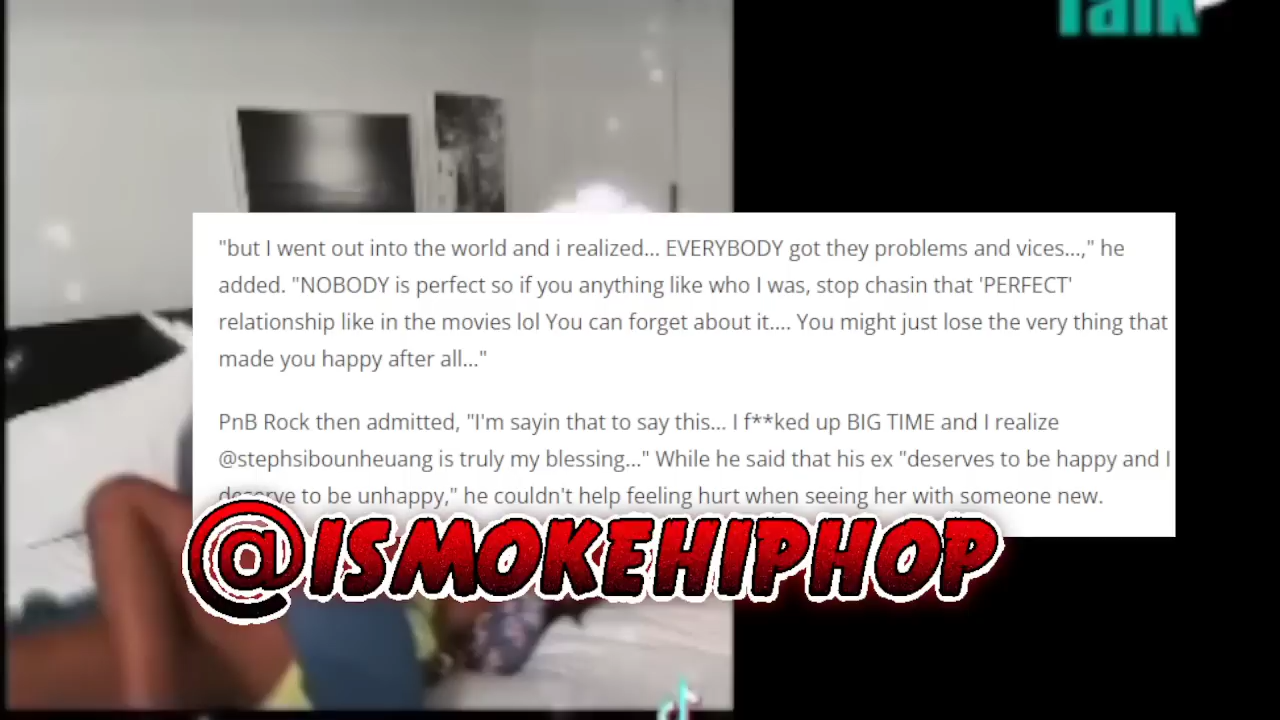 Talk
"but I went out into the world and i realized... EVERYBODY got they problems and vices...," he
added. "NOBODY is perfect so if you anything like who I was, stop chasin that 'PERFECT'
relationship like in the movies lol You can forget about it.... You might just lose the very thing that
made you happy after all..."
PnB Rock then admitted, "I'm sayin that to say this... I f**ked up BIG TIME and I realize
@stephsibounheuang is truly my blessing..." While he said that his ex "deserves to be happy and I
deserve to be unhappy," he couldn't help feeling hurt when seeing her with someone new.
@ISMOKEHIPHOP